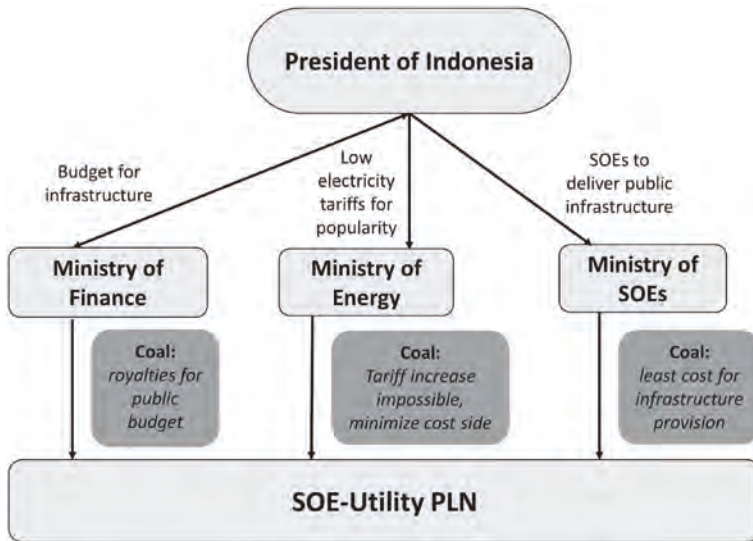 President of Indonesia
Budget for
infrastructure
Low
electricity
tariffs for
popularity
SOEs to
deliver public
infrastructure
Ministry of
Finance
Ministry of
Energy
Ministry of
SOEs
Coal:
royalties for
public
budget
Coal:
Tariff increase
impossible,
minimize cost side
Coal:
least cost for
infrastructure
provision
SOE-Utility PLN